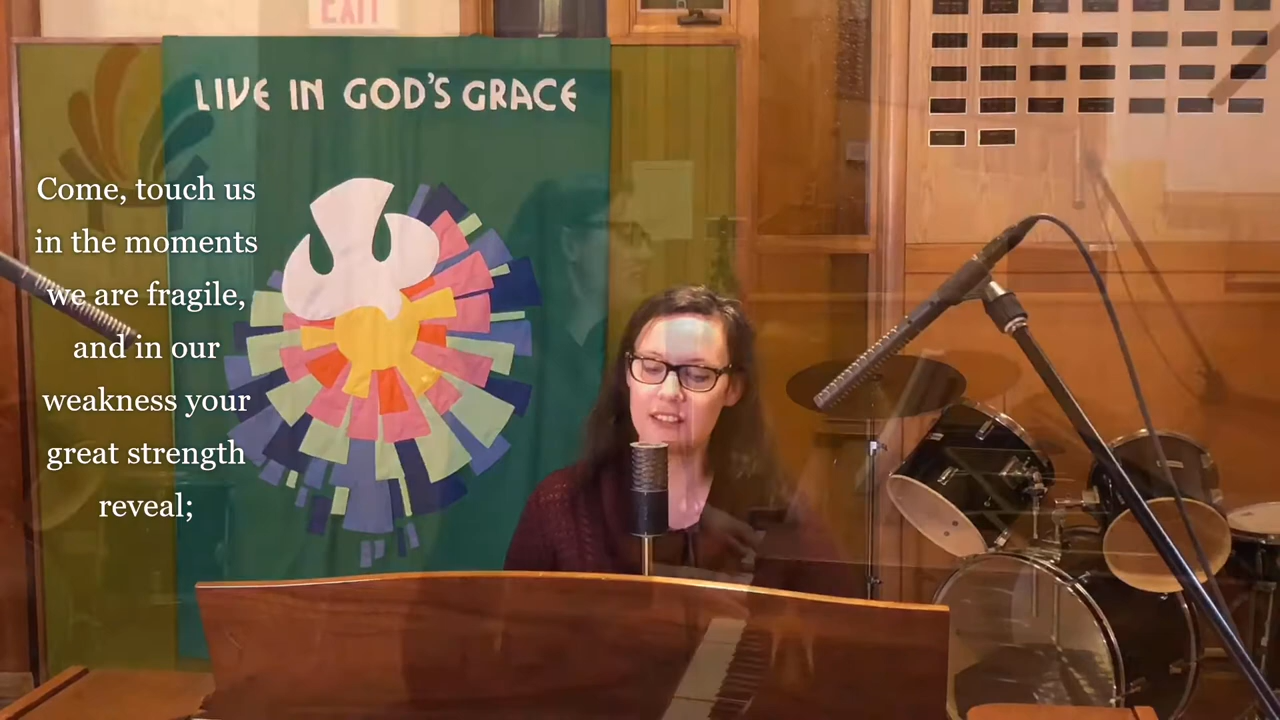 EXIT
LIVE IN GOD'S GRACE
Come, touch us
in the moments
we are fragile,
and in our
weakness your
great strength
reveal;